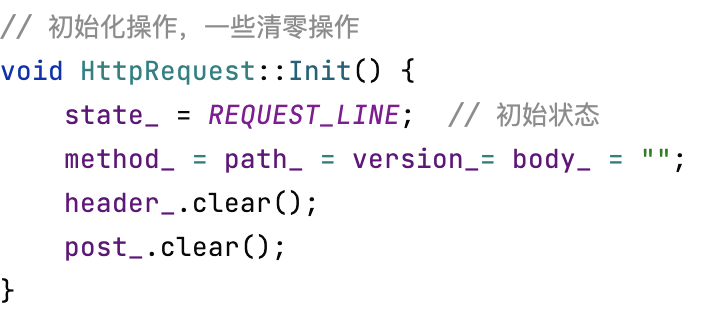 // 初始化操作，一些清零操作
void HttpRequest::Init() {
    state_ = REQUEST_LINE;  // 初始状态
    method_ = path_ = version_= body_ = "";
    header_.clear();
    post_.clear();
}